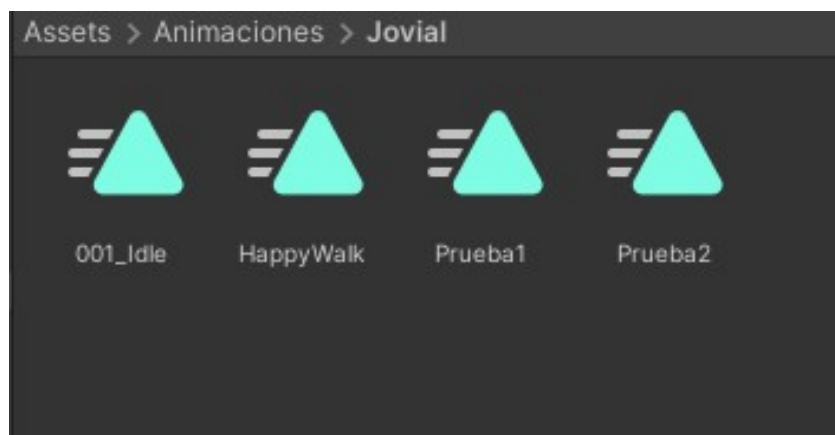 Assets > Animaciones > Jovial
001_Idle HappyWalk Prueba1 Prueba2